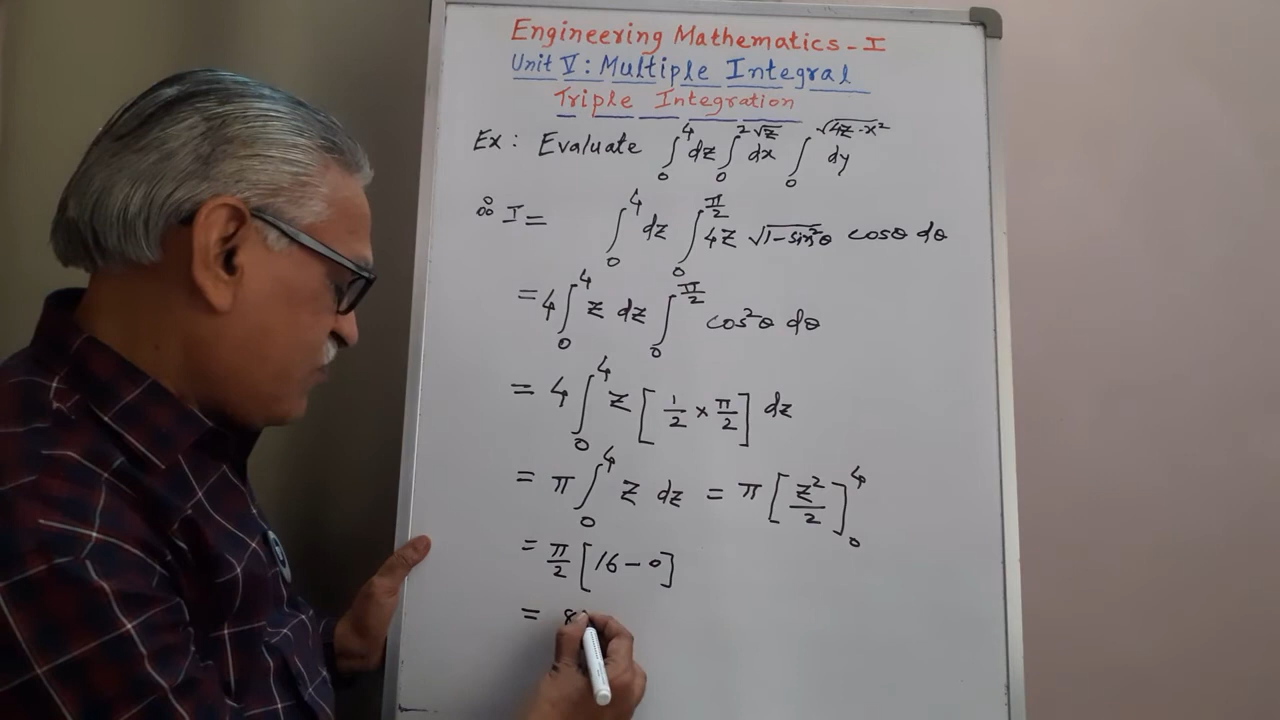 Engineering Mathematics - I
Unit V : Multiple Integral
Triple Integration
Ex : Evaluate ∫₀⁴ dz ∫₀^(2√z) dx ∫₀^√(4z-x²) dy
∴ I = ∫₀⁴ dz ∫₀^(π/2) 4z √(1-sin²θ) cosθ dθ
= 4 ∫₀⁴ z dz ∫₀^(π/2) cos²θ dθ
= 4 ∫₀⁴ z [1/2 × π/2] dz
= π ∫₀⁴ z dz = π [z²/2]₀⁴
= π/2 [16 - 0]
= 8